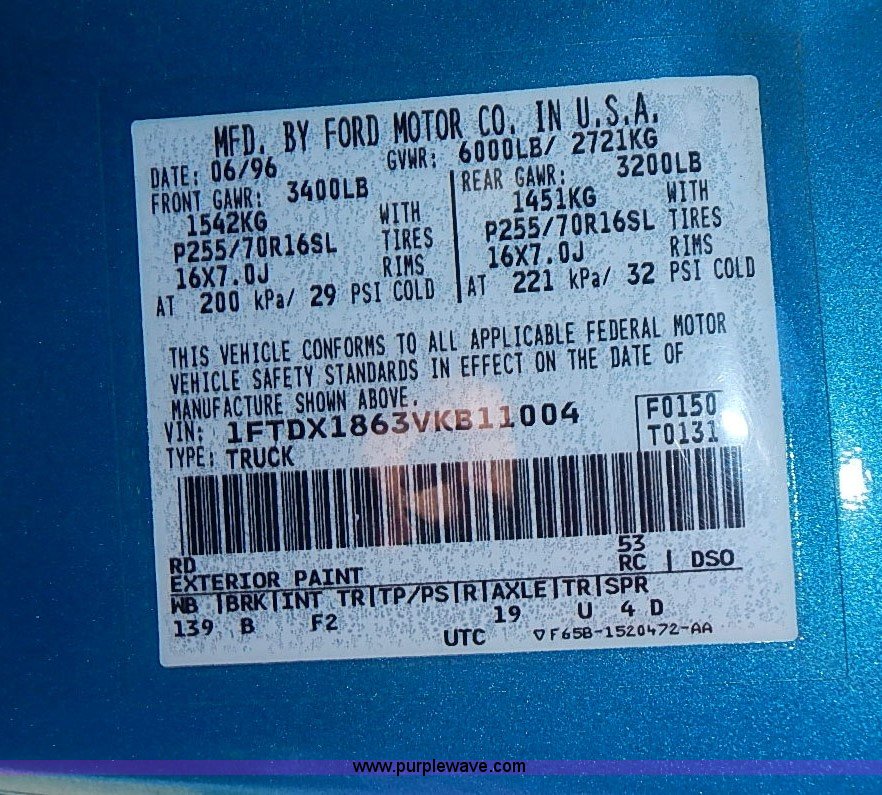 MFD. BY FORD MOTOR CO. IN U.S.A.
DATE: 06/96 GVWR: 6000LB/ 2721KG
FRONT GAWR: 3400LB
1542KG WITH
P255/70R16SL TIRES
16X7.0J RIMS
AT 200 kPa/ 29 PSI COLD
REAR GAWR: 3200LB
1451KG WITH
P255/70R16SL TIRES
16X7.0J RIMS
AT 221 kPa/ 32 PSI COLD
THIS VEHICLE CONFORMS TO ALL APPLICABLE FEDERAL MOTOR
VEHICLE SAFETY STANDARDS IN EFFECT ON THE DATE OF
MANUFACTURE SHOWN ABOVE.
VIN: 1FTDX1863VKB11004
TYPE: TRUCK
F0150
T0131
RD 53
EXTERIOR PAINT RC | DSO
WB |BRK|INT TR|TP/PS|R|AXLE|TR|SPR
139 B F2 19 U 4 D
UTC ▽F65B-1520472-AA
www.purplewave.com